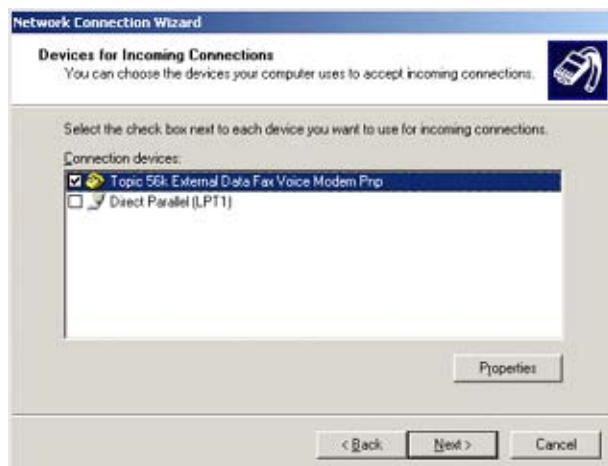 Network Connection Wizard
Devices for Incoming Connections
You can choose the devices your computer uses to accept incoming connections.
Select the check box next to each device you want to use for incoming connections.
Connection devices:
Topic 56k External Data Fax Voice Modem Pnp
Direct Parallel (LPT1)
Properties
< Back
Next >
Cancel